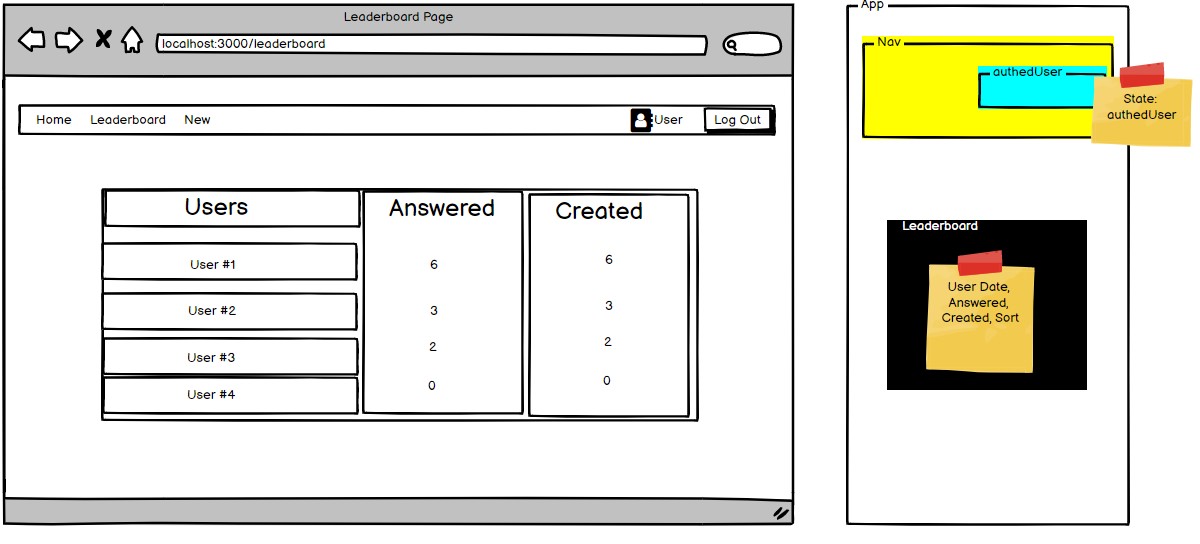 Leaderboard Page
localhost:3000/leaderboard
Home Leaderboard New User Log Out
Users Answered Created
User #1 6 6
User #2 3 3
User #3 2 2
User #4 0 0
App
Nav
authedUser
State:
authedUser
Leaderboard
User Date,
Answered,
Created, Sort